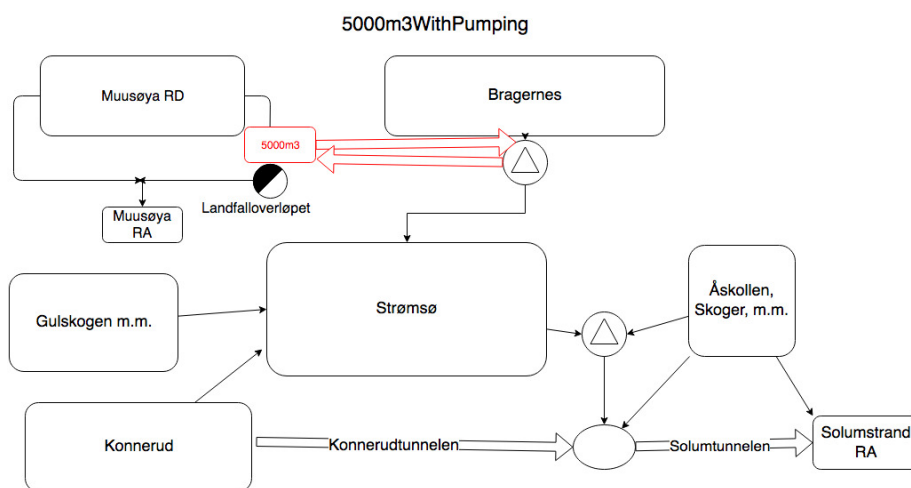 5000m3WithPumping
Muusøya RD
Bragernes
5000m3
Landfalloverløpet
Muusøya
RA
Strømsø
Åskollen,
Skoger, m.m.
Gulskogen m.m.
Konnerud
Konnerudtunnelen
Solumtunnelen
Solumstrand
RA